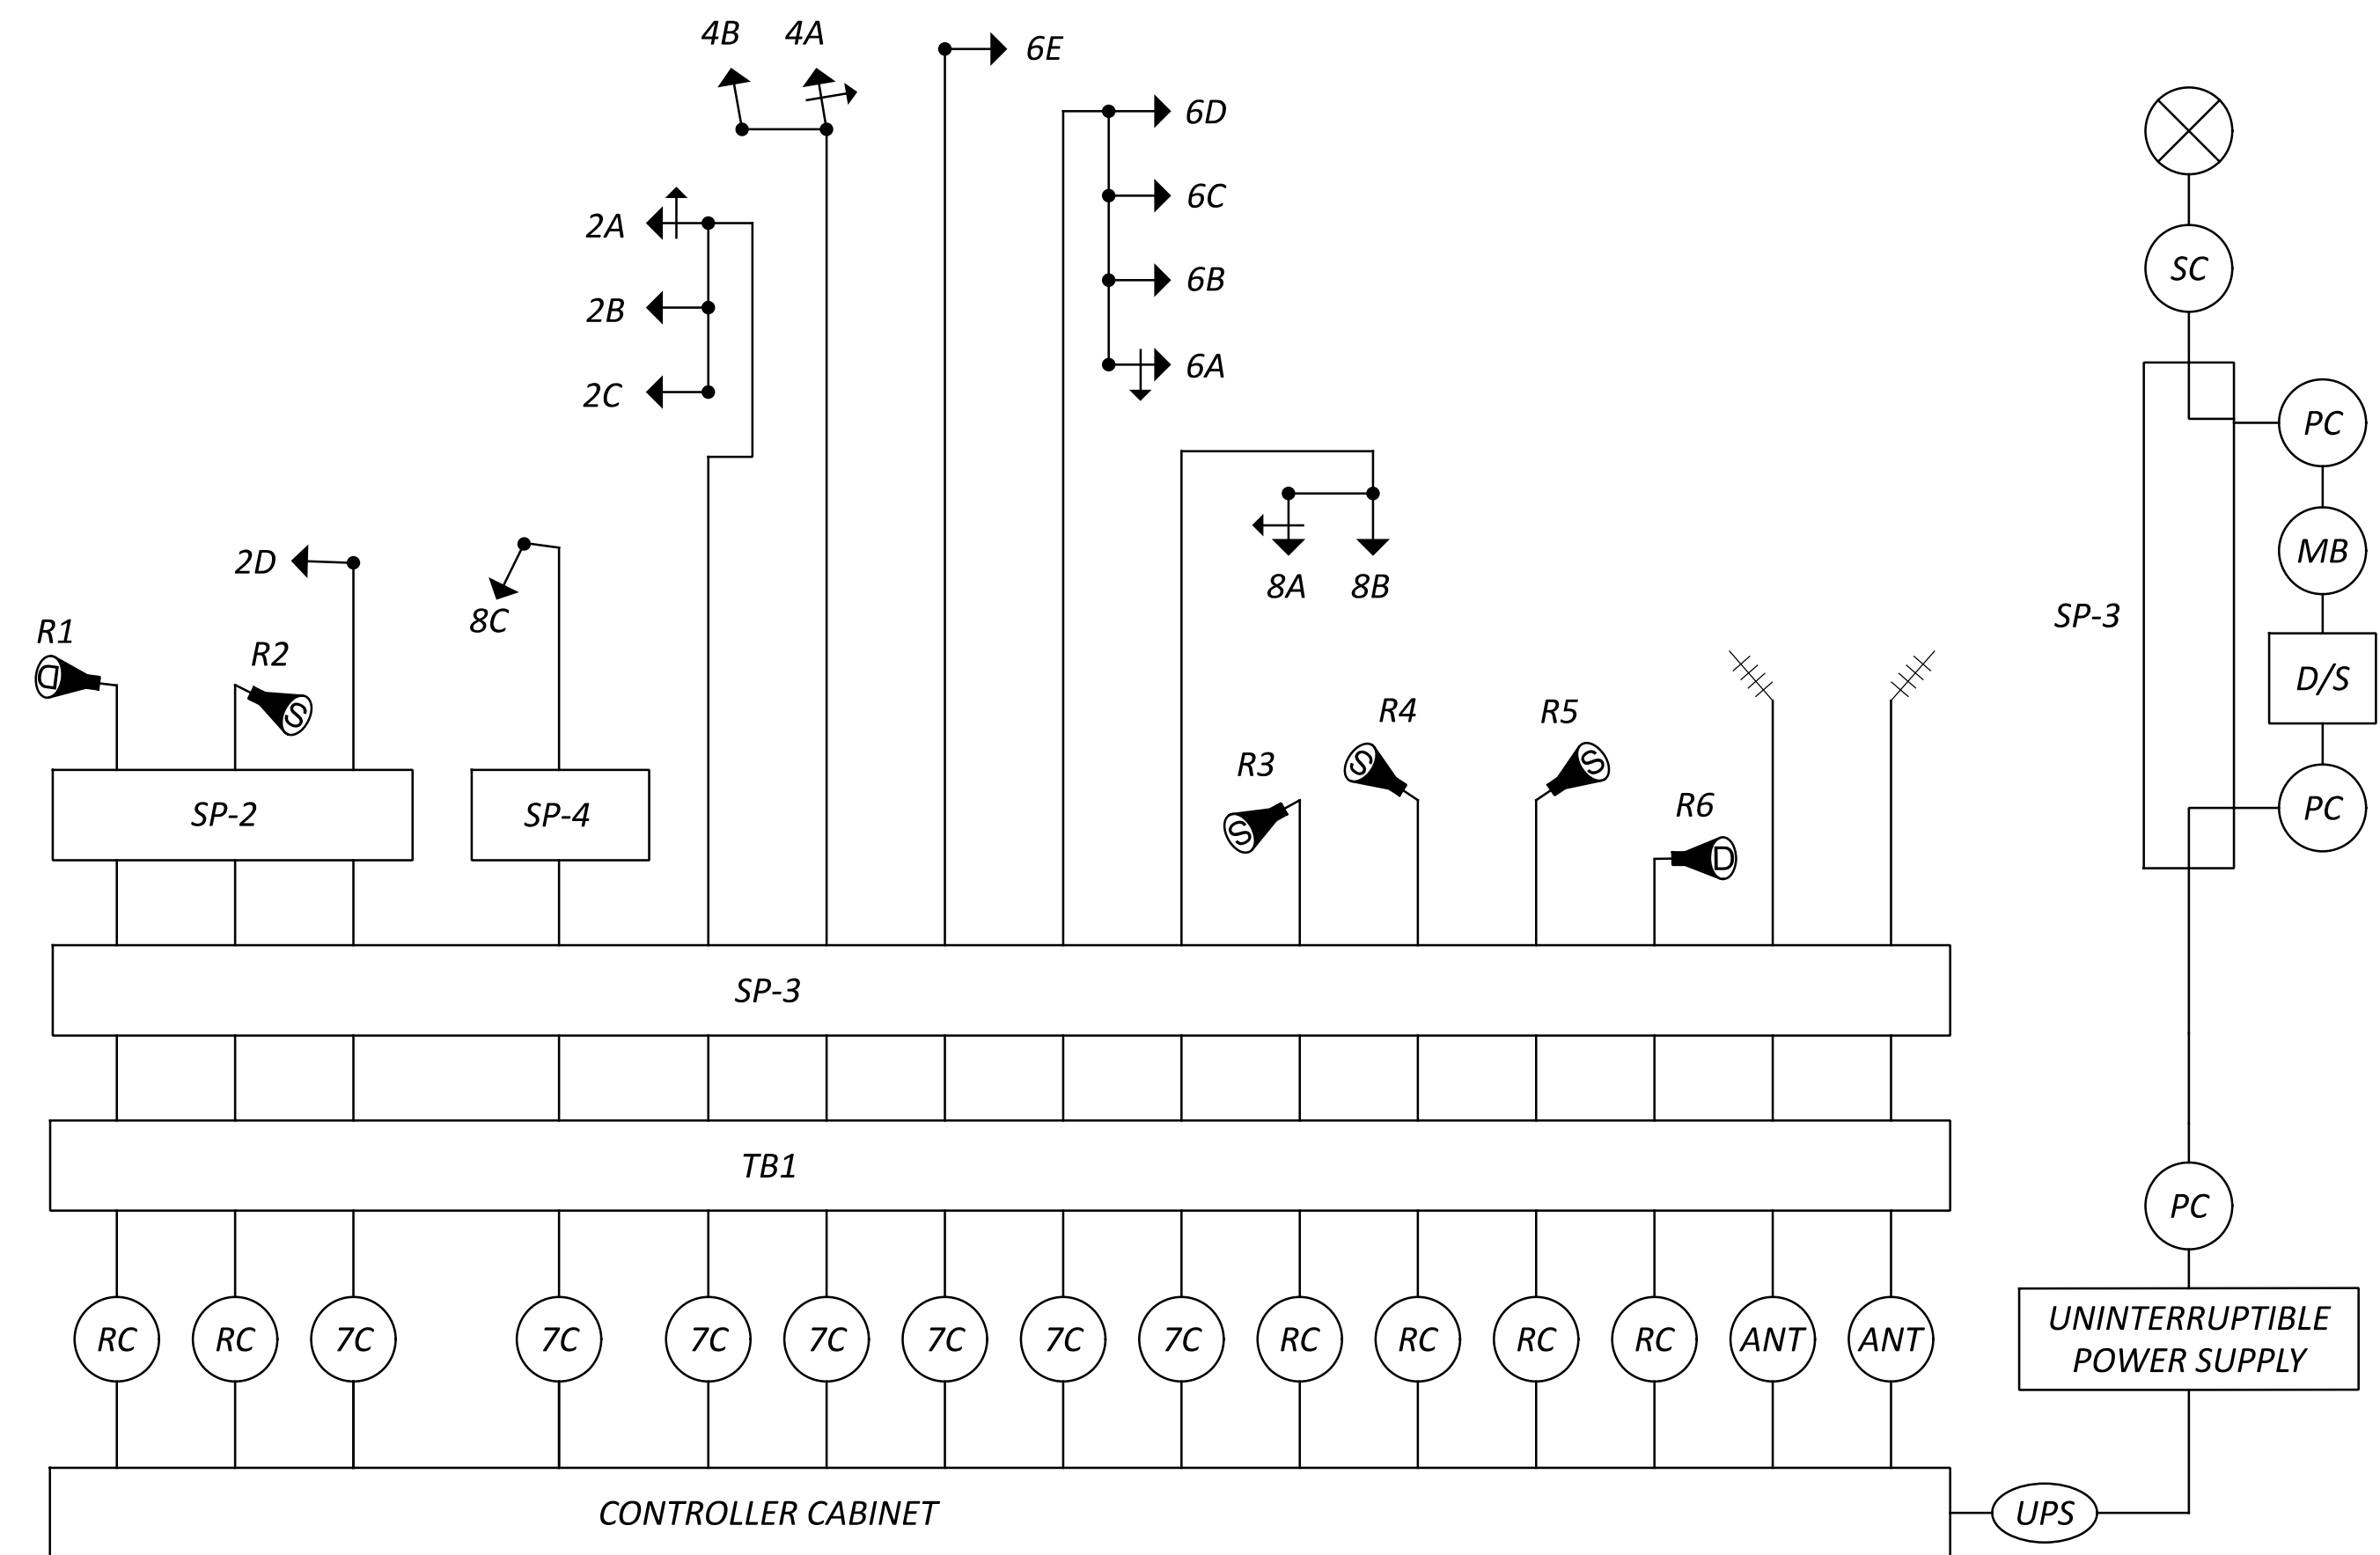 4B 4A
6E
6D
6C
2A
SC
6B
2B
6A
2C
PC
MB
2D
8A 8B
8C
SP-3
R1
R2
D/S
D
R4 R5
S
R3
S S
R6
SP-2
SP-4
PC
S
D
SP-3
TB1
PC
RC RC 7C 7C 7C 7C 7C 7C 7C RC RC RC RC ANT ANT
UNINTERRUPTIBLE
POWER SUPPLY
CONTROLLER CABINET
UPS